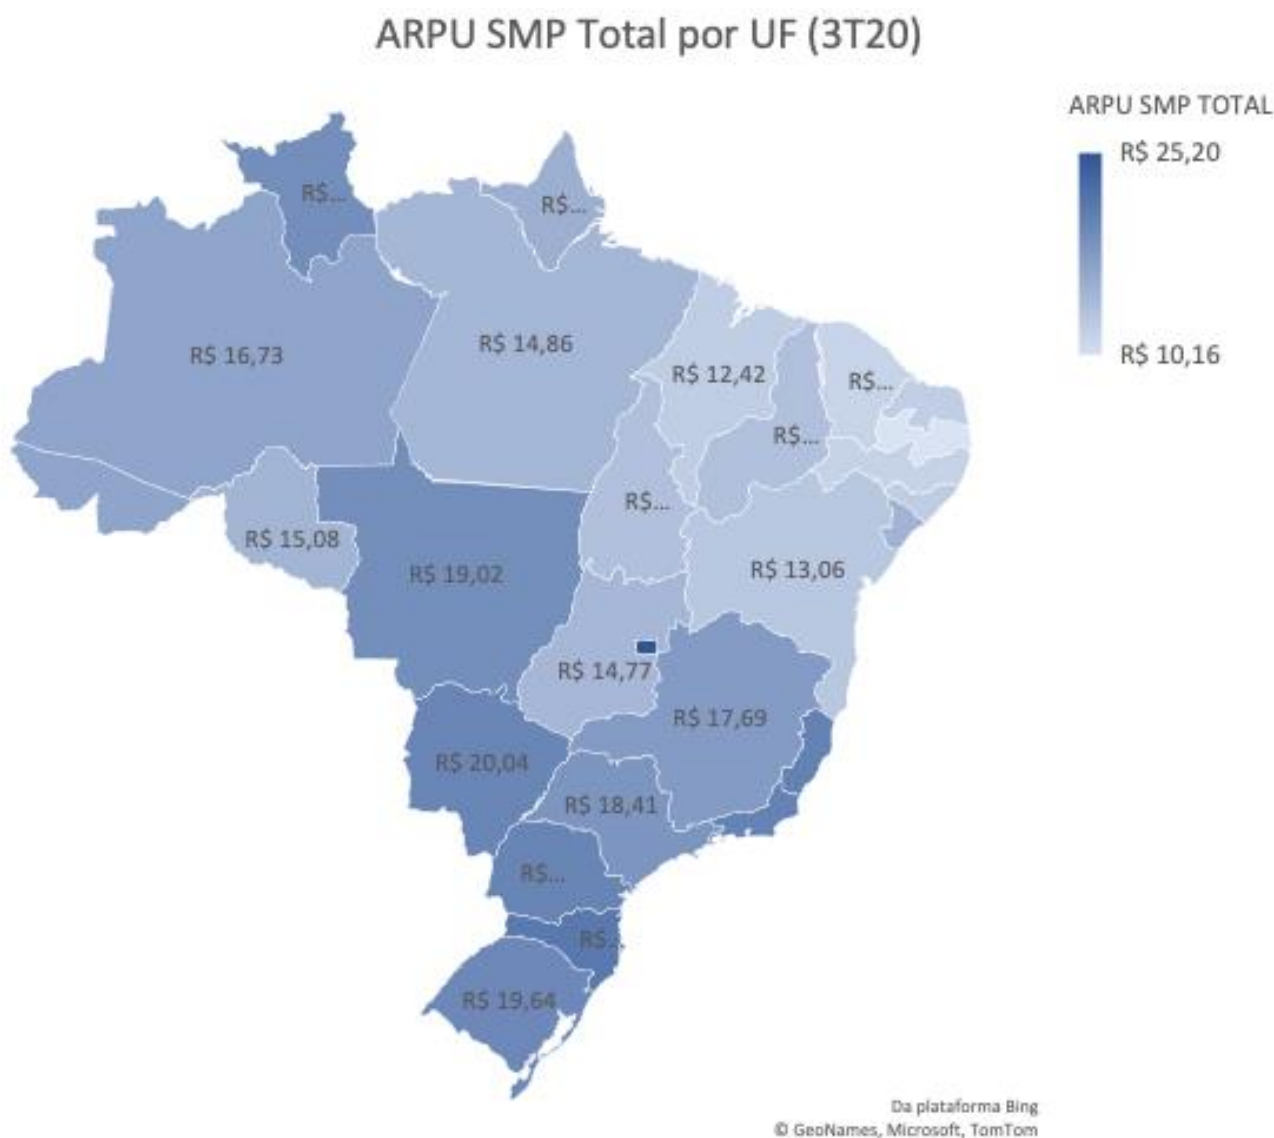 ARPU SMP Total por UF (3T20)
ARPU SMP TOTAL
R$ 25,20
R$ 10,16
R$...
R$...
R$ 16,73
R$ 14,86
R$ 12,42
R$...
R$...
R$...
R$ 15,08
R$ 19,02
R$ 13,06
R$ 14,77
R$ 17,69
R$ 20,04
R$ 18,41
R$...
R$...
R$ 19,64
Da plataforma Bing
© GeoNames, Microsoft, TomTom